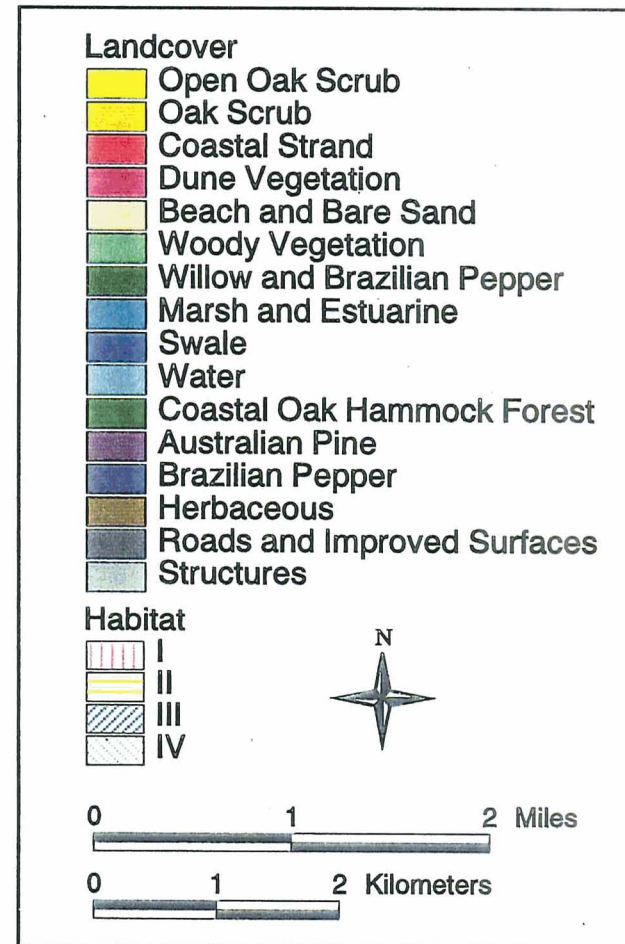 Landcover
Open Oak Scrub
Oak Scrub
Coastal Strand
Dune Vegetation
Beach and Bare Sand
Woody Vegetation
Willow and Brazilian Pepper
Marsh and Estuarine
Swale
Water
Coastal Oak Hammock Forest
Australian Pine
Brazilian Pepper
Herbaceous
Roads and Improved Surfaces
Structures
Habitat
I
II
III
IV
N
0 1 2 Miles
0 1 2 Kilometers